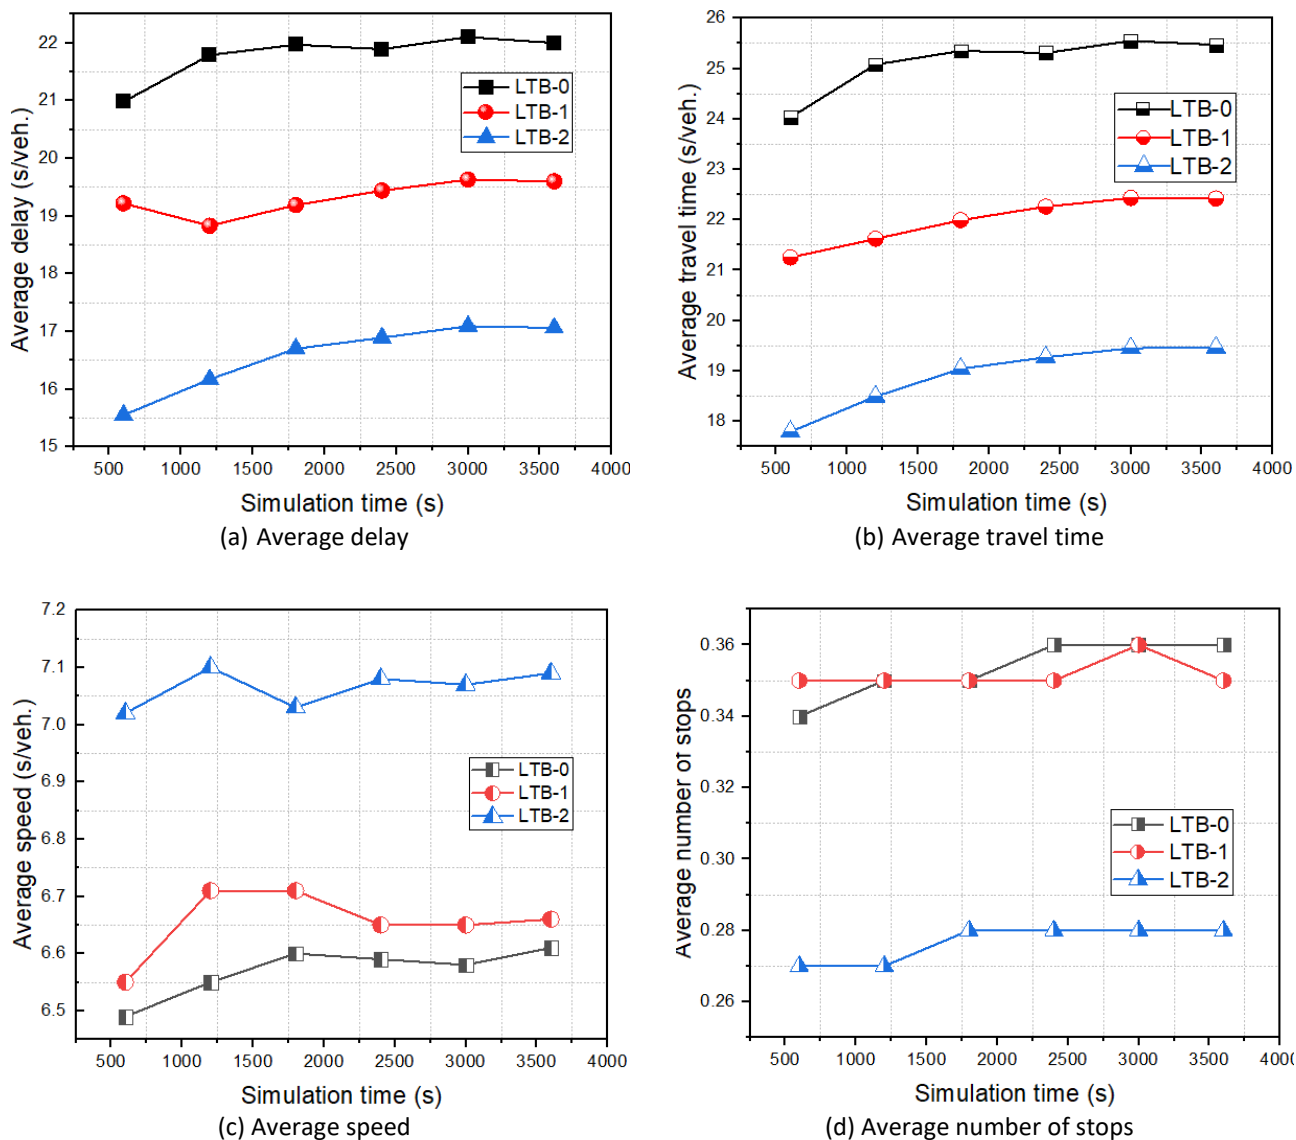 22
21
20
19
18
17
16
15
Average delay (s/veh.)
LTB-0
LTB-1
LTB-2
500 1000 1500 2000 2500 3000 3500 4000
Simulation time (s)
(a) Average delay
26
25
24
23
22
21
20
19
18
Average travel time (s/veh.)
LTB-0
LTB-1
LTB-2
500 1000 1500 2000 2500 3000 3500 4000
Simulation time (s)
(b) Average travel time
7.2
7.1
7.0
6.9
6.8
6.7
6.6
6.5
Average speed (s/veh.)
LTB-0
LTB-1
LTB-2
500 1000 1500 2000 2500 3000 3500 4000
Simulation time (s)
(c) Average speed
0.36
0.34
0.32
0.30
0.28
0.26
Average number of stops
LTB-0
LTB-1
LTB-2
500 1000 1500 2000 2500 3000 3500 4000
Simulation time (s)
(d) Average number of stops